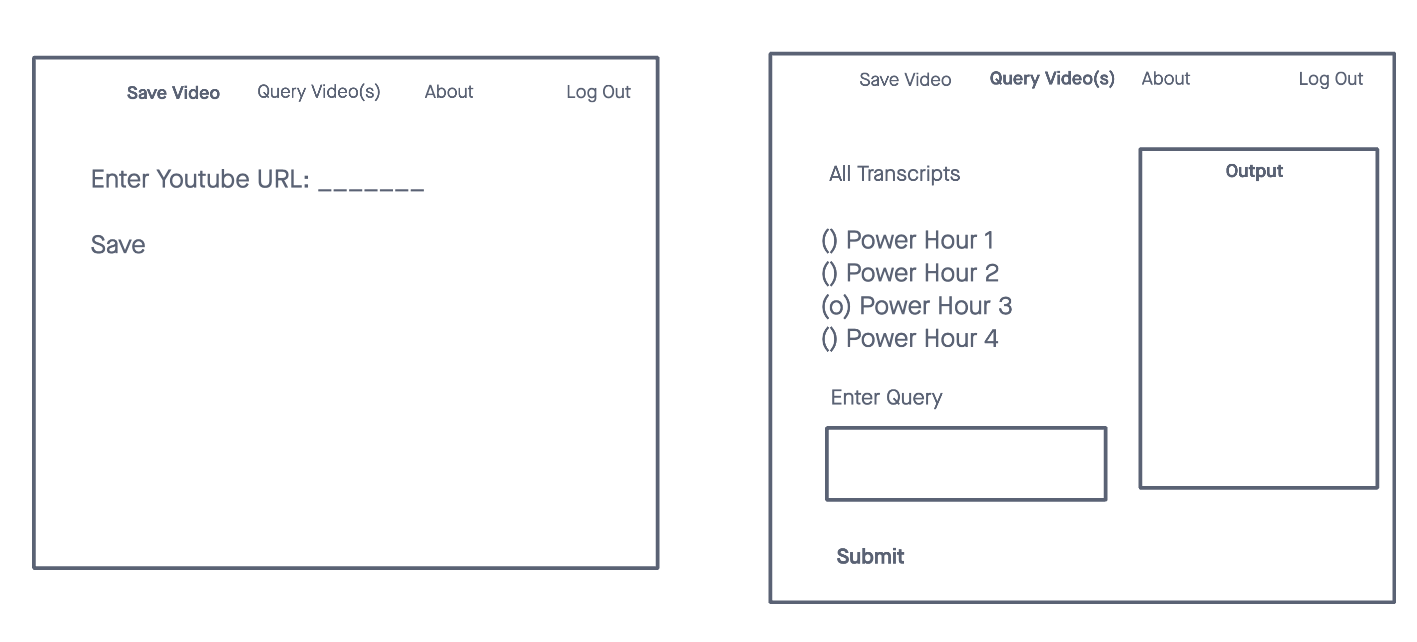 Save Video Query Video(s) About Log Out
Enter Youtube URL: _______
Save
Save Video Query Video(s) About Log Out
All Transcripts
() Power Hour 1
() Power Hour 2
(o) Power Hour 3
() Power Hour 4
Enter Query
Submit
Output